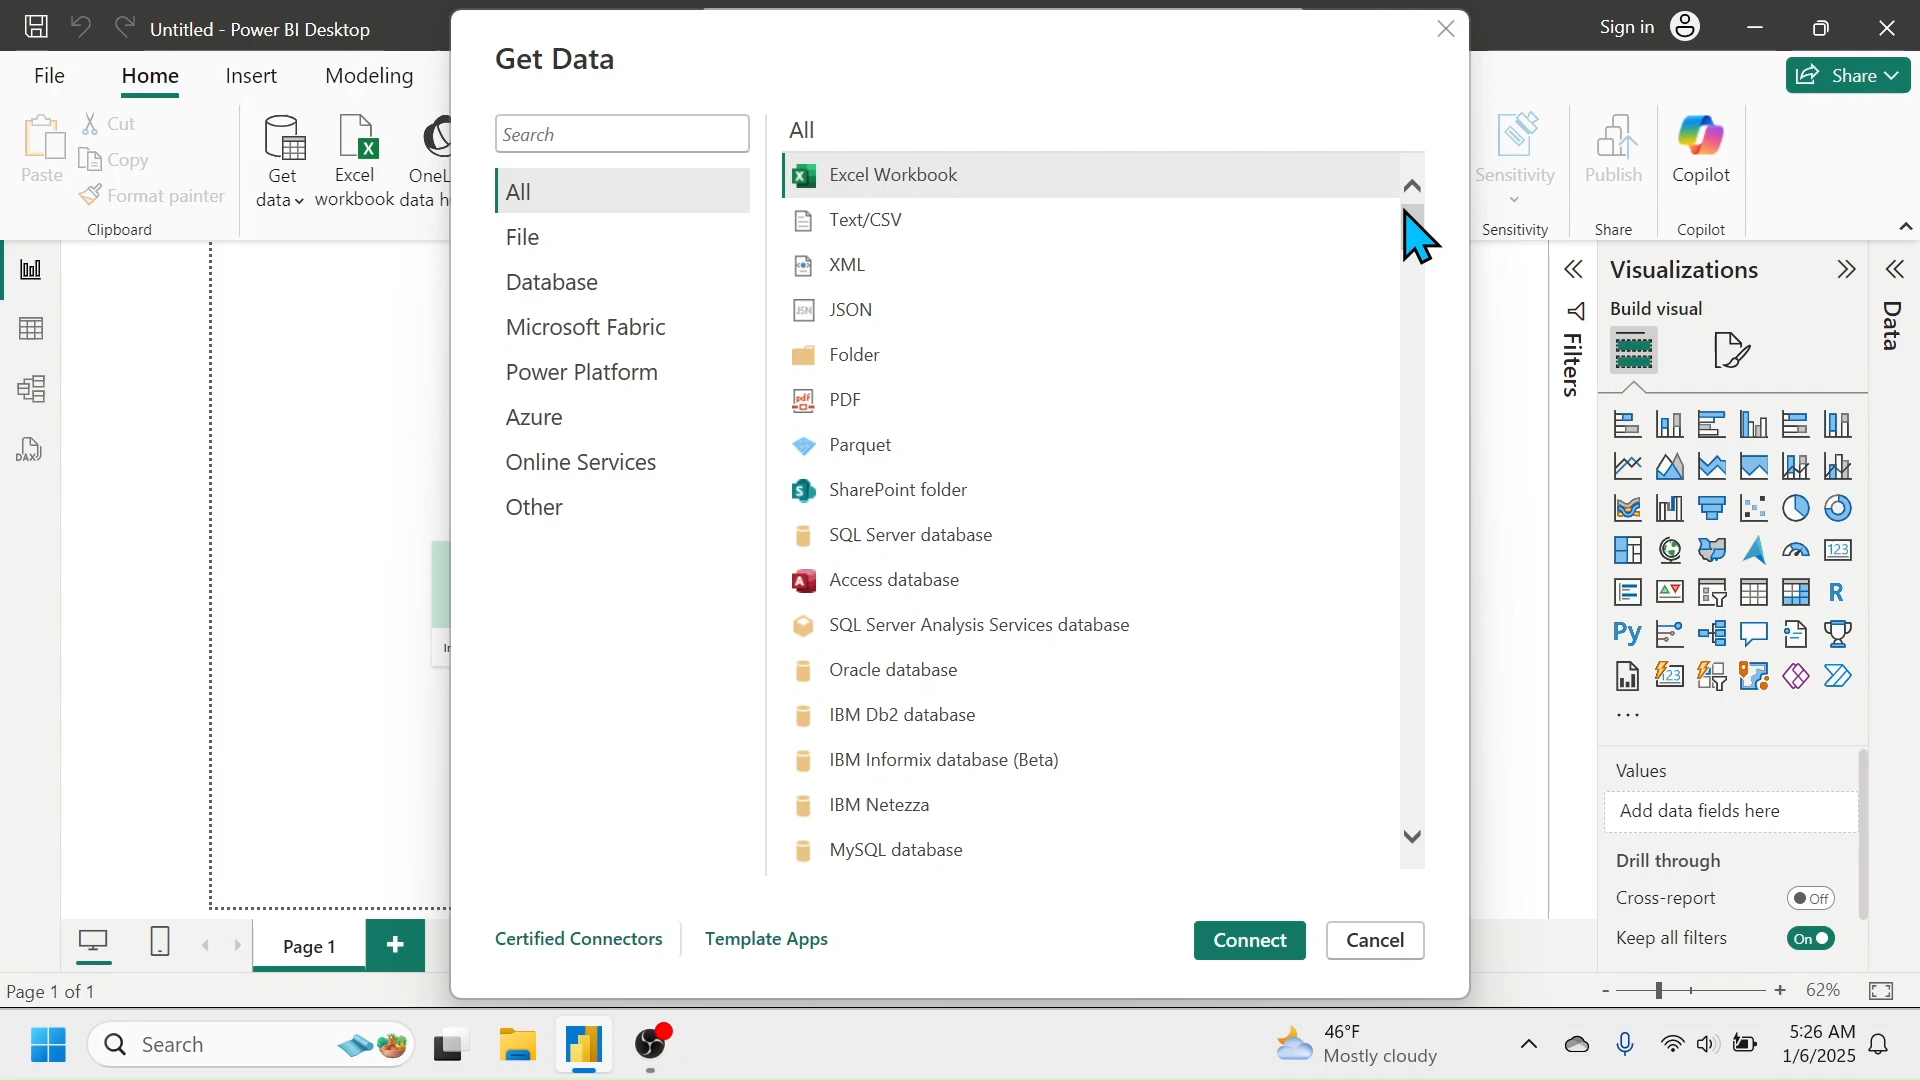 Untitled - Power BI Desktop
Sign in
File
Home
Insert
Modeling
Share
Paste
Cut
Copy
Format painter
Clipboard
Get
data
Excel
workbook
OneL
data h
Sensitivity
Sensitivity
Publish
Share
Copilot
Copilot
Get Data
Search
All
File
Database
Microsoft Fabric
Power Platform
Azure
Online Services
Other
All
Excel Workbook
Text/CSV
XML
JSON
Folder
PDF
Parquet
SharePoint folder
SQL Server database
Access database
SQL Server Analysis Services database
Oracle database
IBM Db2 database
IBM Informix database (Beta)
IBM Netezza
MySQL database
Certified Connectors
Template Apps
Connect
Cancel
Filters
Visualizations
Build visual
Data
123
R
Py
123
Values
Add data fields here
Drill through
Cross-report
Off
Keep all filters
On
DAX
Page 1
+
Page 1 of 1
- + 62%
Search
46°F
Mostly cloudy
5:26 AM
1/6/2025